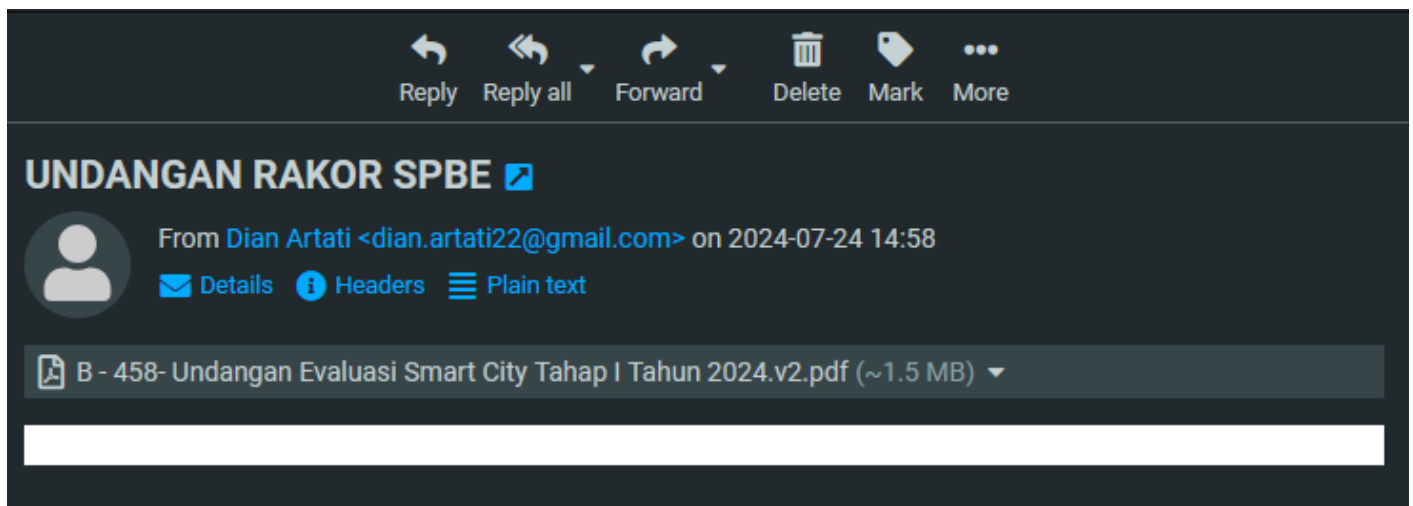 Reply Reply all Forward Delete Mark More
UNDANGAN RAKOR SPBE
From Dian Artati <dian.artati22@gmail.com> on 2024-07-24 14:58
Details Headers Plain text
B - 458- Undangan Evaluasi Smart City Tahap I Tahun 2024.v2.pdf (~1.5 MB)